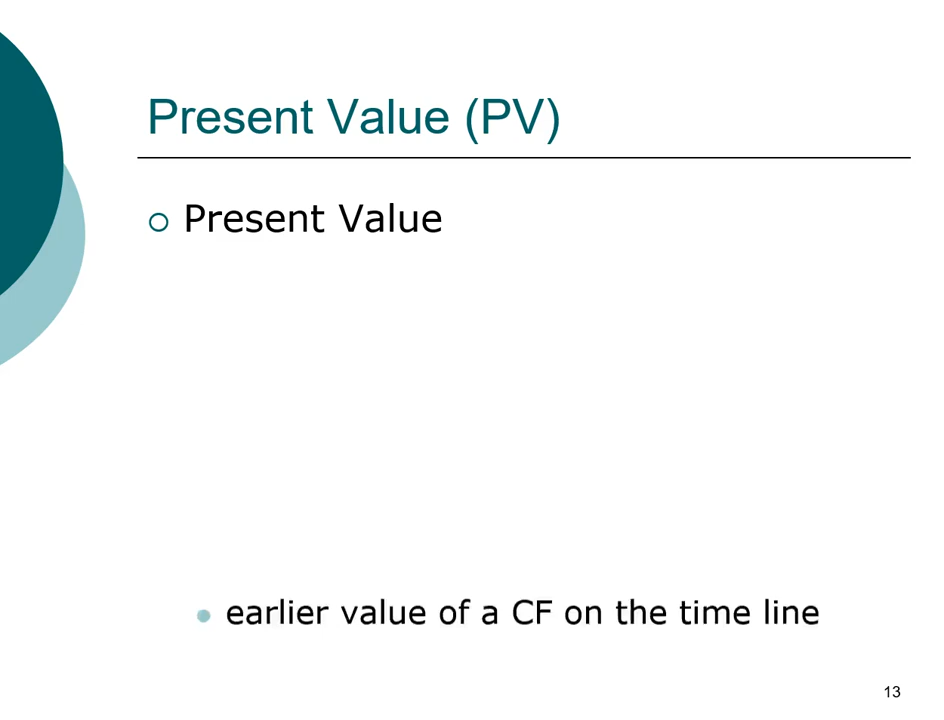 Present Value (PV)
Present Value
earlier value of a CF on the time line
13